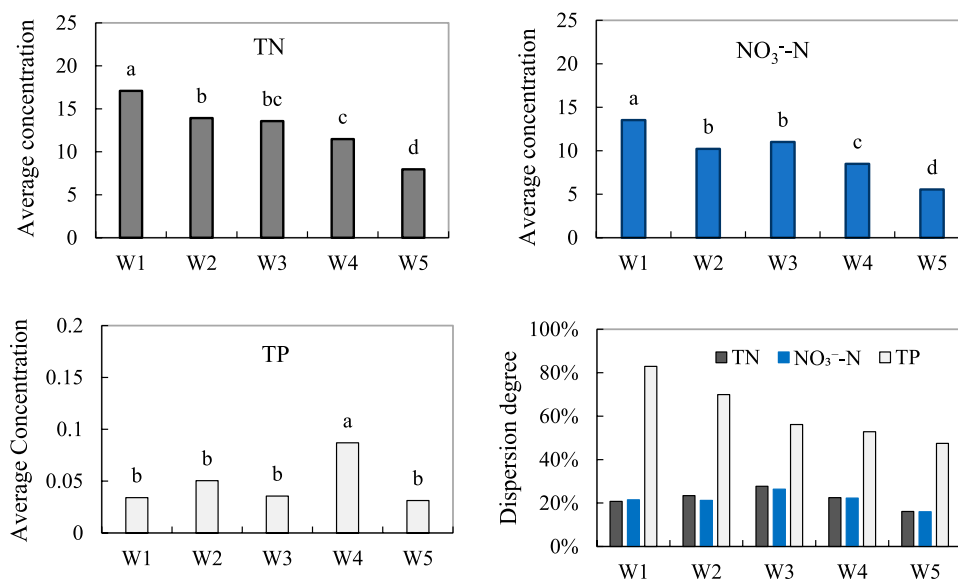 TN
Average concentration
25
20
15
10
5
0
a
b
bc
c
d
W1 W2 W3 W4 W5
NO₃⁻-N
Average concentration
25
20
15
10
5
0
a
b
b
c
d
W1 W2 W3 W4 W5
TP
Average Concentration
0.2
0.15
0.1
0.05
0
b
b
b
a
b
W1 W2 W3 W4 W5
Dispersion degree
100%
80%
60%
40%
20%
0%
TN NO₃⁻-N TP
W1 W2 W3 W4 W5